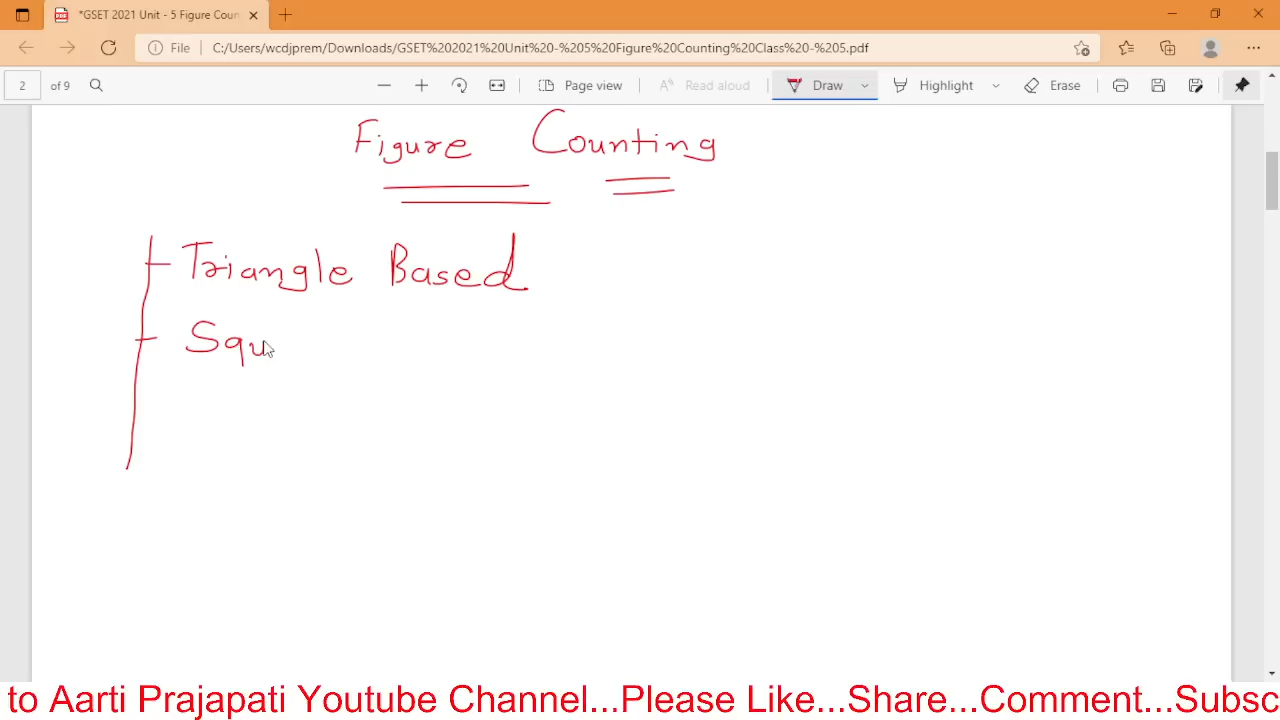 *GSET 2021 Unit - 5 Figure Coun
File
C:/Users/wcdjprem/Downloads/GSET%202021%20Unit%20-%205%20Figure%20Counting%20Class%20-%205.pdf
2 of 9
Page view
Read aloud
Draw
Highlight
Erase
Figure Counting
Triangle Based
Squ
to Aarti Prajapati Youtube Channel...Please Like...Share...Comment...Subsc